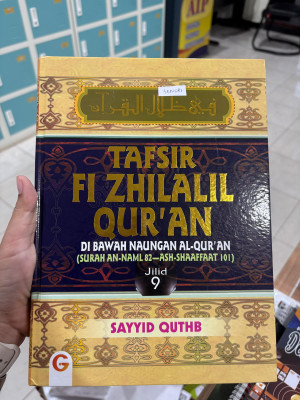 في ظلال القرآن
TAFSIR
FI ZHILALIL
QUR'AN
DI BAWAH NAUNGAN AL-QUR'AN
(SURAH AN-NAML 82—ASH-SHAAFFAAT 101)
Jilid
9
SAYYID QUTHB
G